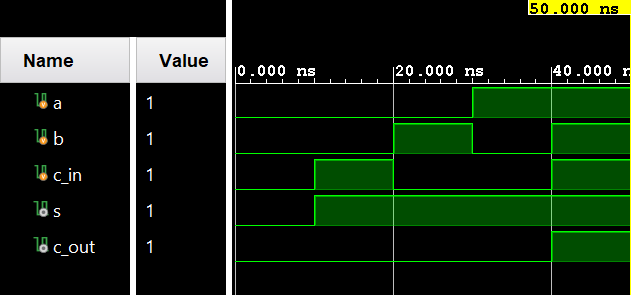 50.000 ns
Name Value
0.000 ns 20.000 ns 40.000 n
a 1
b 1
c_in 1
s 1
c_out 1